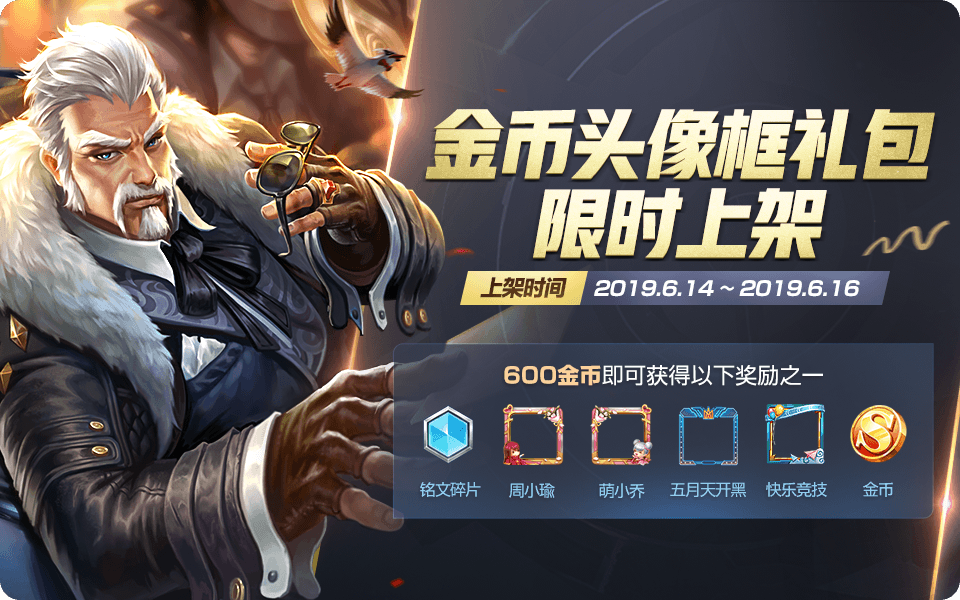 金币头像框礼包
限时上架
上架时间 2019.6.14 ~ 2019.6.16
600金币即可获得以下奖励之一
铭文碎片 周小瑜 萌小乔 五月天开黑 快乐竞技 金币